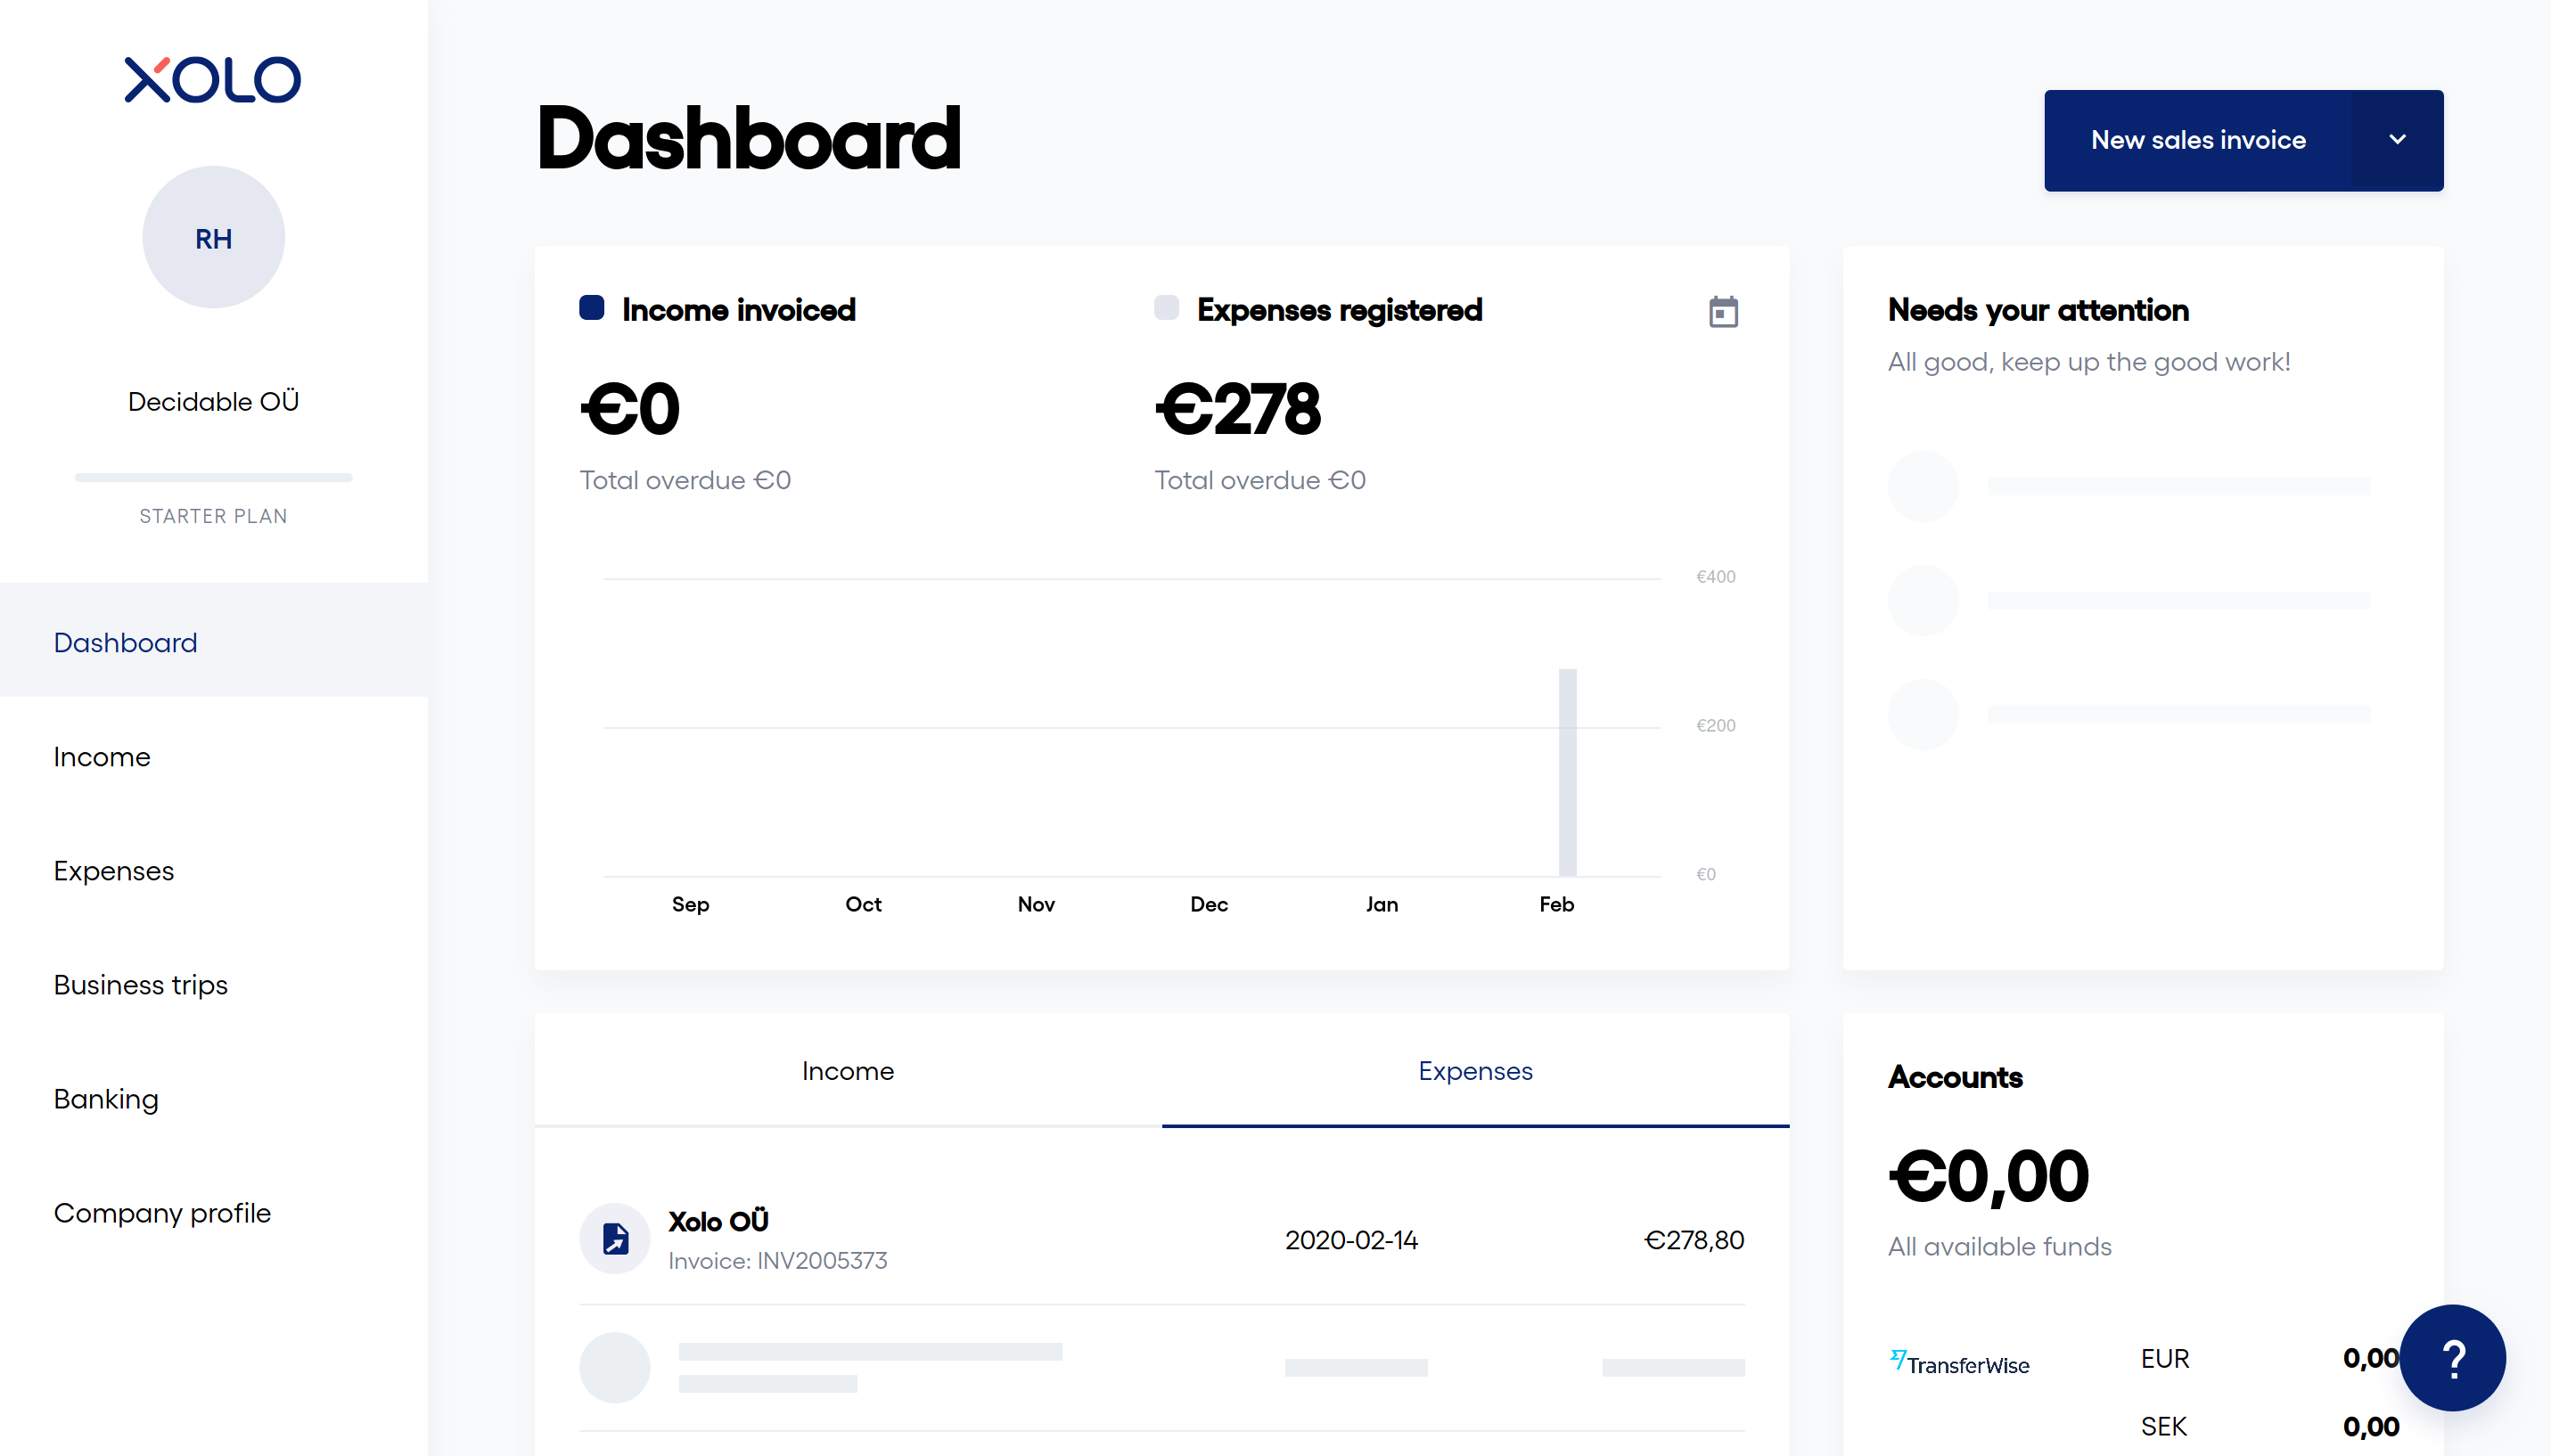 XOLO
RH
Decidable OÜ
STARTER PLAN
Dashboard
Income
Expenses
Business trips
Banking
Company profile
Dashboard
New sales invoice
Income invoiced
€0
Total overdue €0
Expenses registered
€278
Total overdue €0
€400
€200
€0
Sep Oct Nov Dec Jan Feb
Needs your attention
All good, keep up the good work!
Income Expenses
Xolo OÜ
Invoice: INV2005373
2020-02-14
€278,80
Accounts
€0,00
All available funds
TransferWise EUR 0,00
SEK 0,00
?